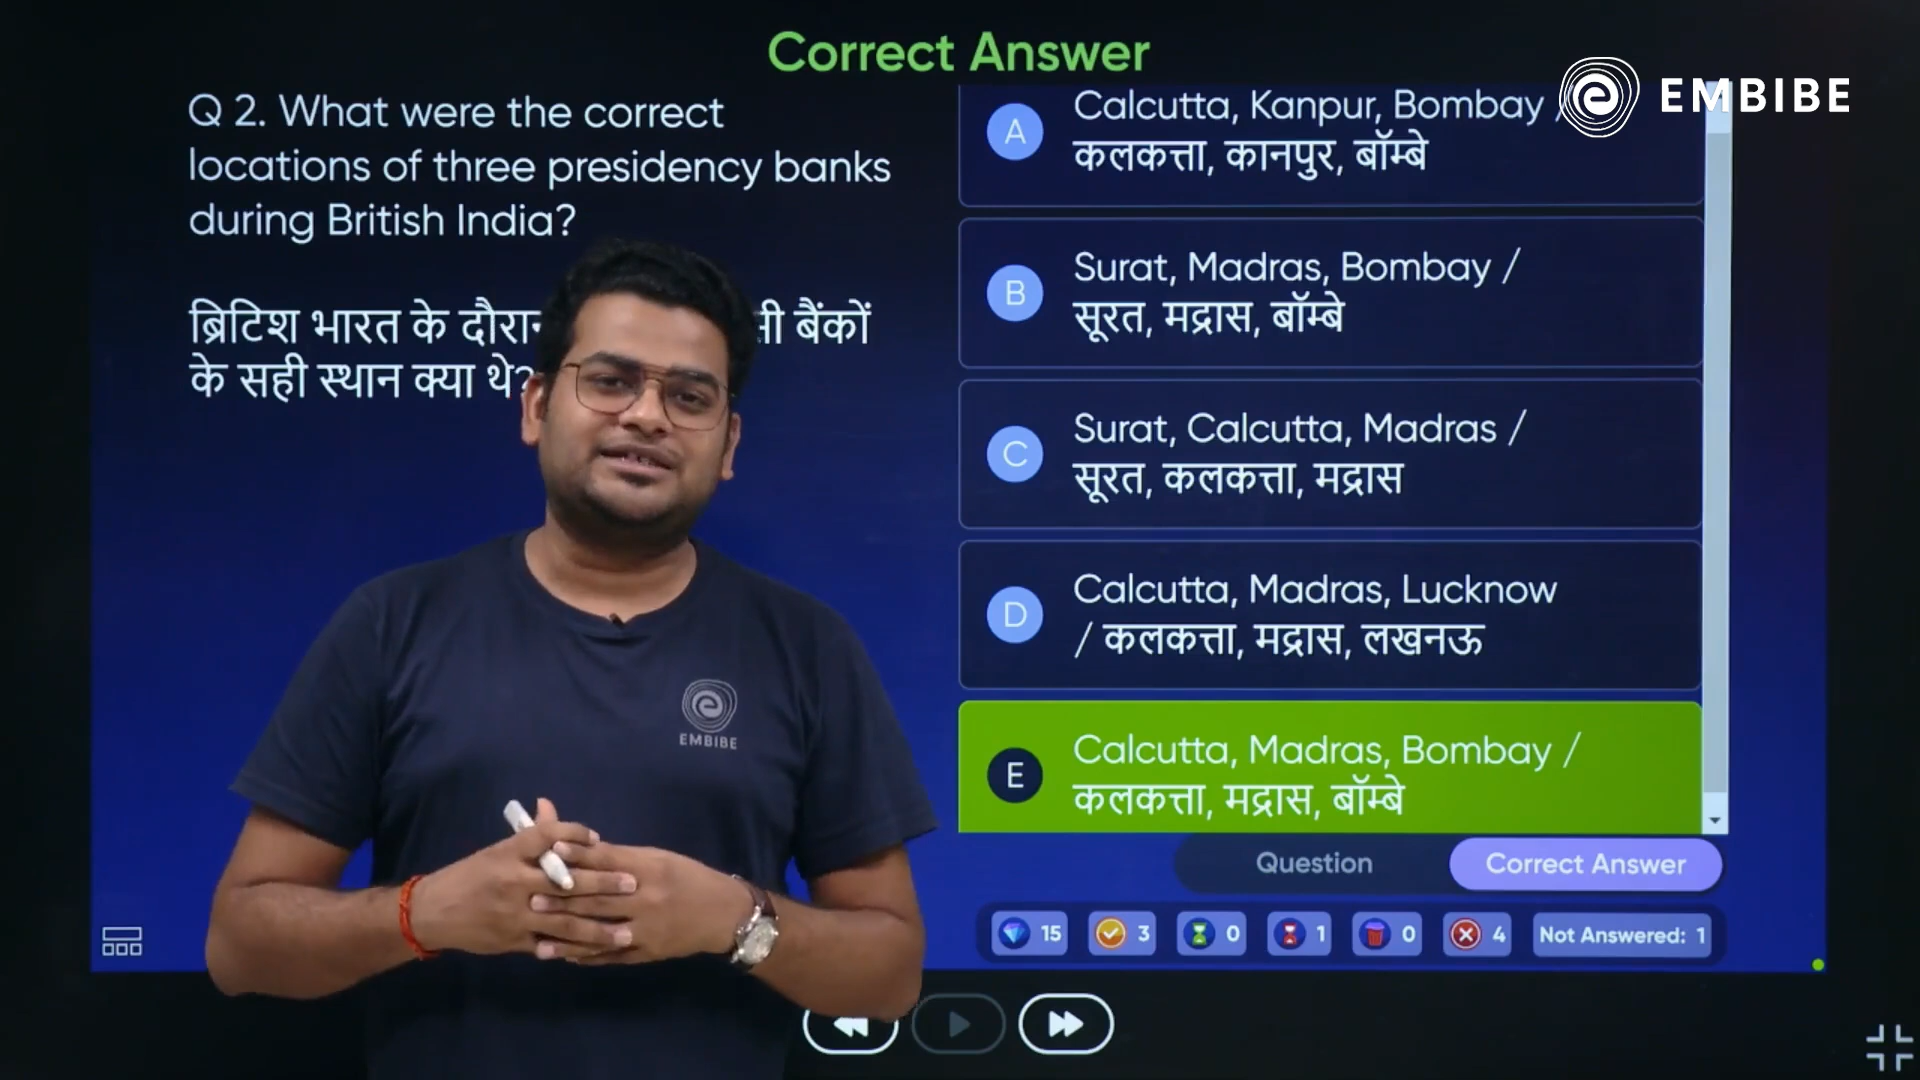 Correct Answer
EMBIBE
Q 2. What were the correct
locations of three presidency banks
during British India?
ब्रिटिश भारत के दौरान बैंकों
के सही स्थान क्या थे?
A
Calcutta, Kanpur, Bombay /
कलकत्ता, कानपुर, बॉम्बे
B
Surat, Madras, Bombay /
सूरत, मद्रास, बॉम्बे
C
Surat, Calcutta, Madras /
सूरत, कलकत्ता, मद्रास
D
Calcutta, Madras, Lucknow
/ कलकत्ता, मद्रास, लखनऊ
E
Calcutta, Madras, Bombay /
कलकत्ता, मद्रास, बॉम्बे
EMBIBE
Question
Correct Answer
15
3
0
1
0
4
Not Answered: 1